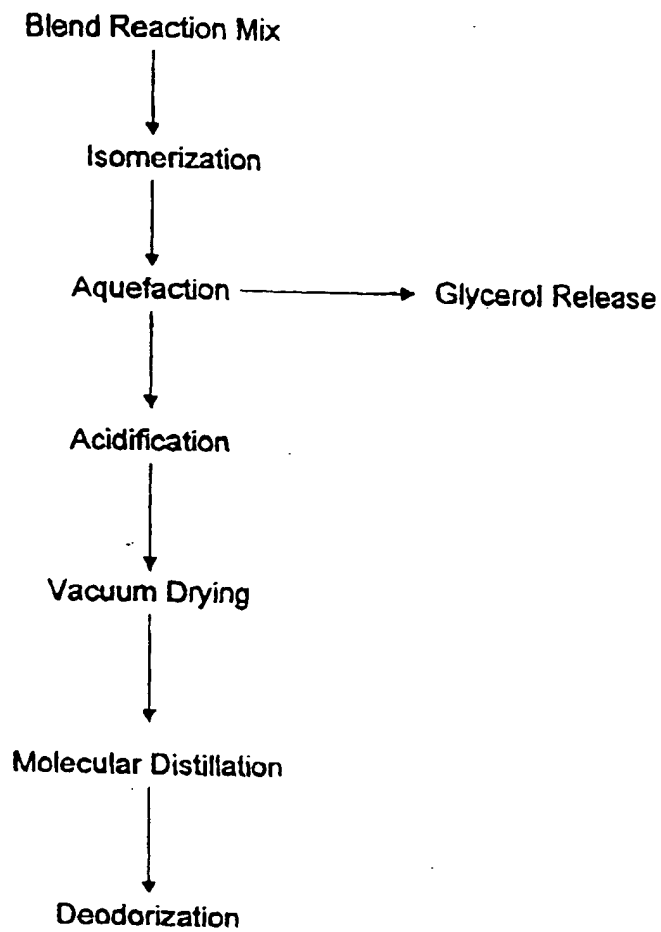 Blend Reaction Mix
Isomerization
Aquefaction
Glycerol Release
Acidification
Vacuum Drying
Molecular Distillation
Deodorization